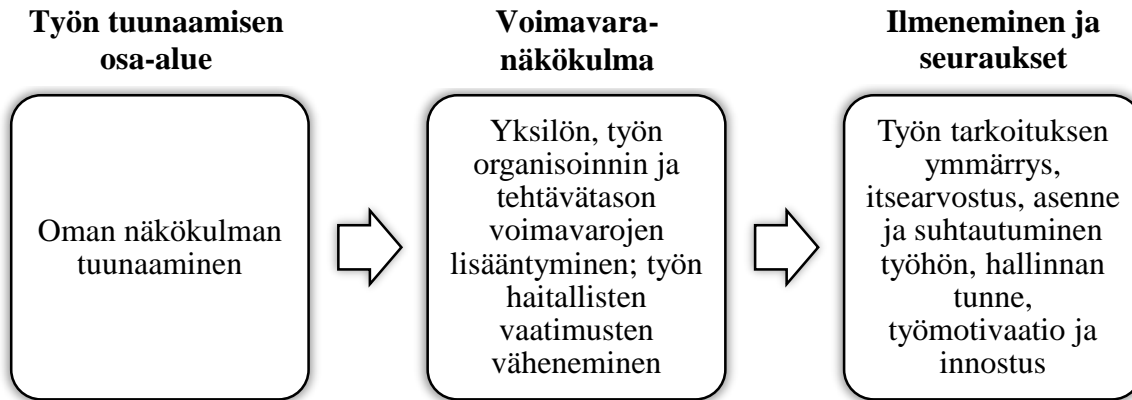 Työn tuunaamisen
osa-alue
Voimavara-
näkökulma
Ilmeneminen ja
seuraukset
Oman näkökulman
tuunaaminen
Yksilön, työn
organisoinnin ja
tehtävätason
voimavarojen
lisääntyminen; työn
haitallisten
vaatimusten
väheneminen
Työn tarkoituksen
ymmärrys,
itsearvostus, asenne
ja suhtautuminen
työhön, hallinnan
tunne,
työmotivaatio ja
innostus